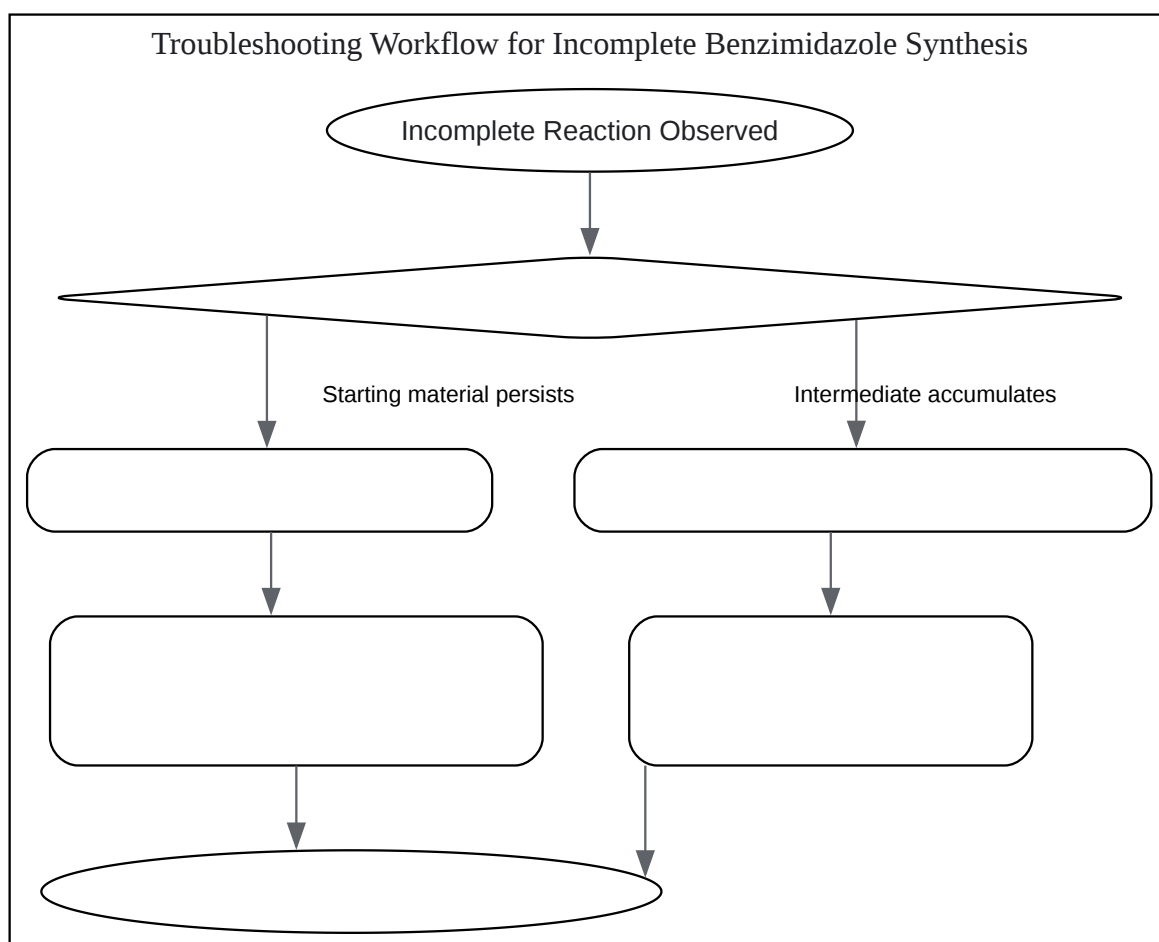 Troubleshooting Workflow for Incomplete Benzimidazole Synthesis
Incomplete Reaction Observed
Starting material persists
Intermediate accumulates